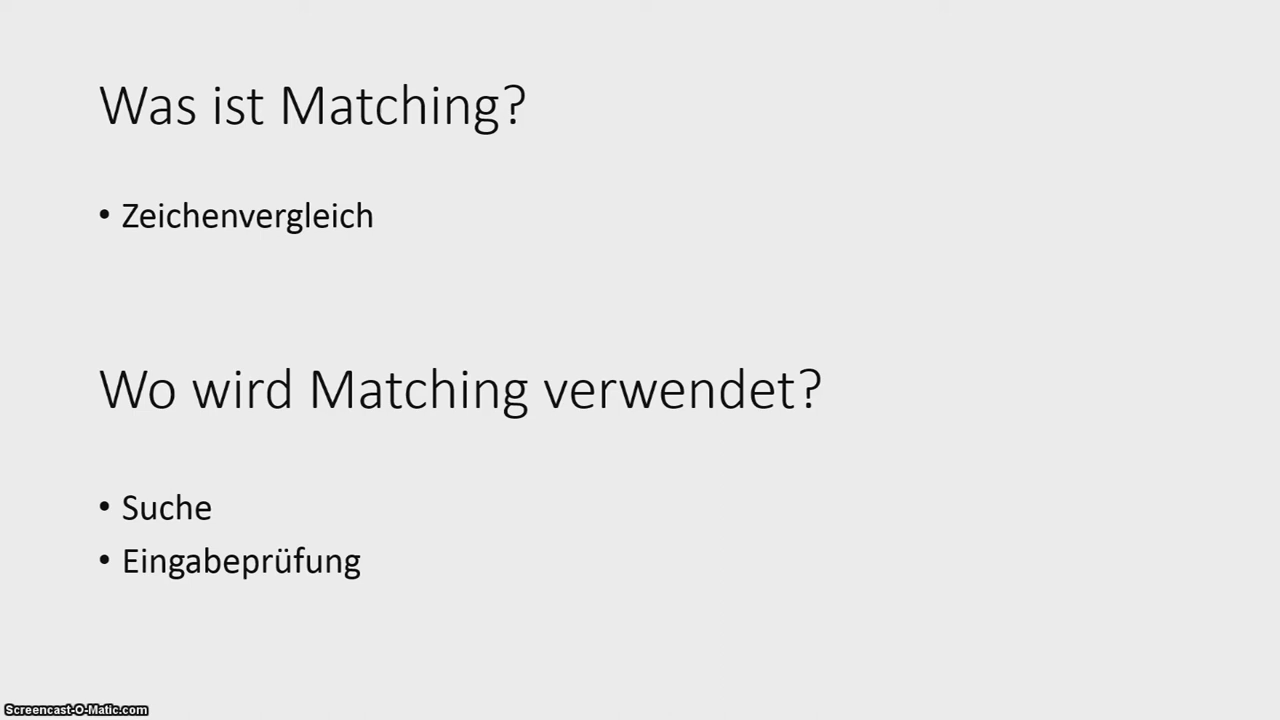 Was ist Matching?
• Zeichenvergleich
Wo wird Matching verwendet?
• Suche
• Eingabeprüfung
Screencast-O-Matic.com